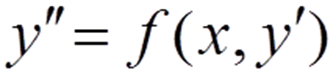 y″ = f(x, y′)